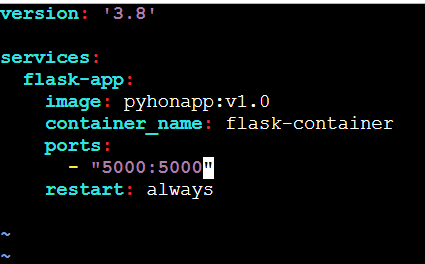 version: '3.8'
services:
  flask-app:
    image: pyhonapp:v1.0
    container_name: flask-container
    ports:
      - "5000:5000"
    restart: always
~
~